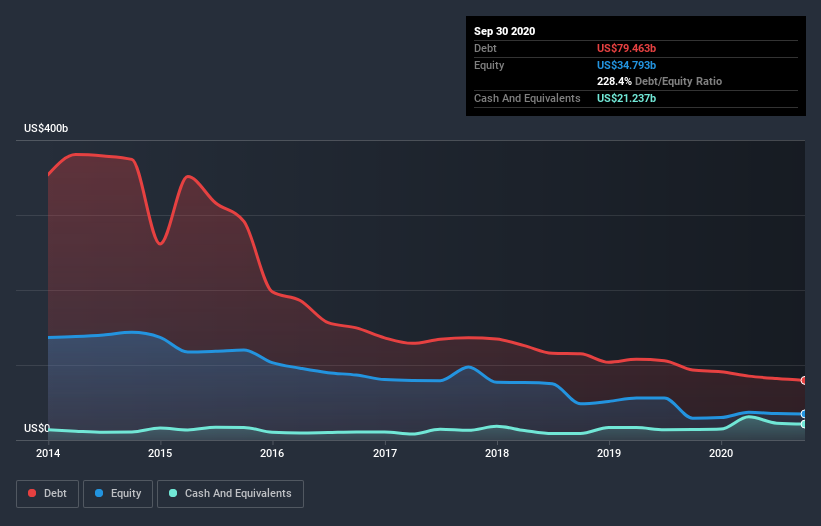 Sep 30 2020
Debt US$79.463b
Equity US$34.793b
228.4% Debt/Equity Ratio
Cash And Equivalents US$21.237b
US$400b
US$0
2014 2015 2016 2017 2018 2019 2020
Debt Equity Cash And Equivalents